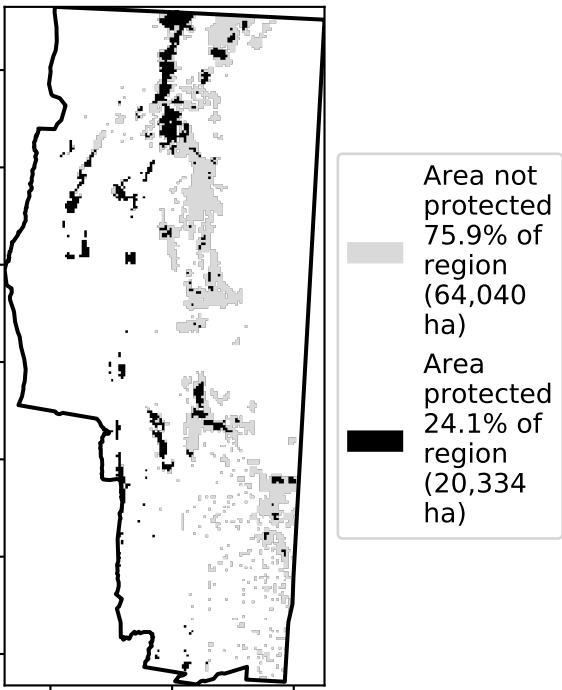 Area not
protected
75.9% of
region
(64,040
ha)
Area
protected
24.1% of
region
(20,334
ha)